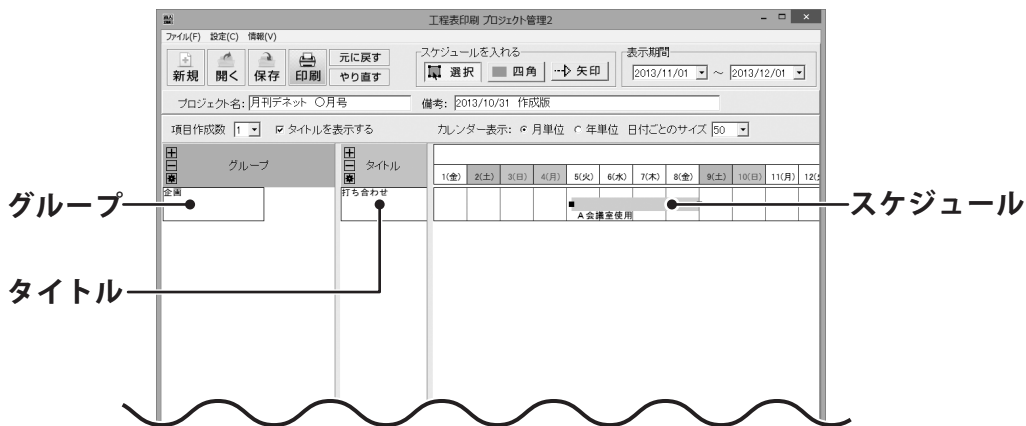 工程表印刷 プロジェクト管理2
ファイル(F) 設定(C) 情報(V)
新規 開く 保存 印刷 元に戻す やり直す
スケジュールを入れる 選択 四角 矢印
表示期間 2013/11/01 ～ 2013/12/01
プロジェクト名: 月刊デネット 〇月号 備考: 2013/10/31 作成版
項目作成数 1 タイトルを表示する カレンダー表示: 月単位 年単位 日付ごとのサイズ 50
グループ タイトル
1(金) 2(土) 3(日) 4(月) 5(火) 6(水) 7(木) 8(金) 9(土) 10(日) 11(月)
企画 打ち合わせ
A会議室使用
グループ スケジュール
タイトル